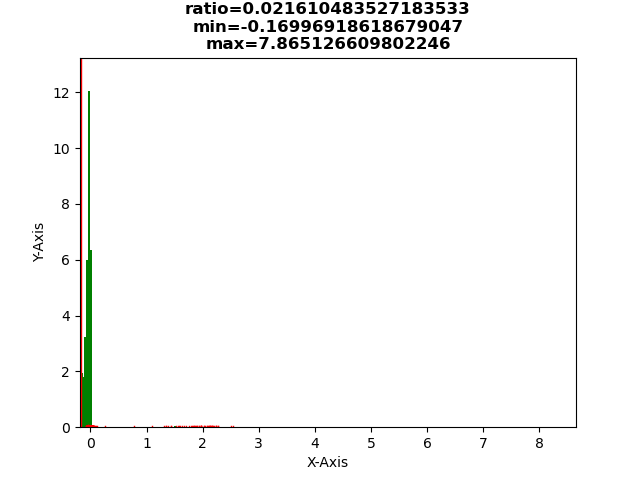 ratio=0.021610483527183533
min=-0.16996918618679047
max=7.865126609802246
12
10
8
6
4
2
0
Y-Axis
0 1 2 3 4 5 6 7 8
X-Axis